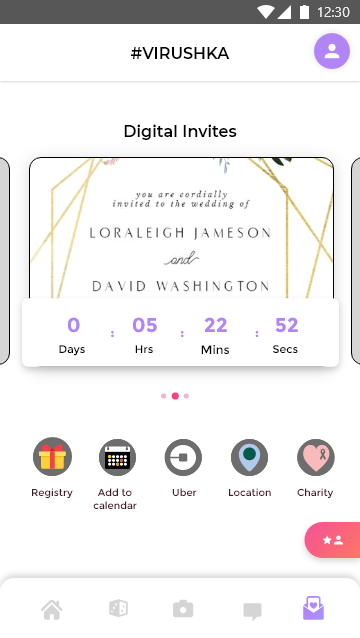 12:30
#VIRUSHKA
Digital Invites
you are cordially
invited to the wedding of
LORALEIGH JAMESON
and
DAVID WASHINGTON
0 : 05 : 22 : 52
Days Hrs Mins Secs
Registry Add to Uber Location Charity
calendar